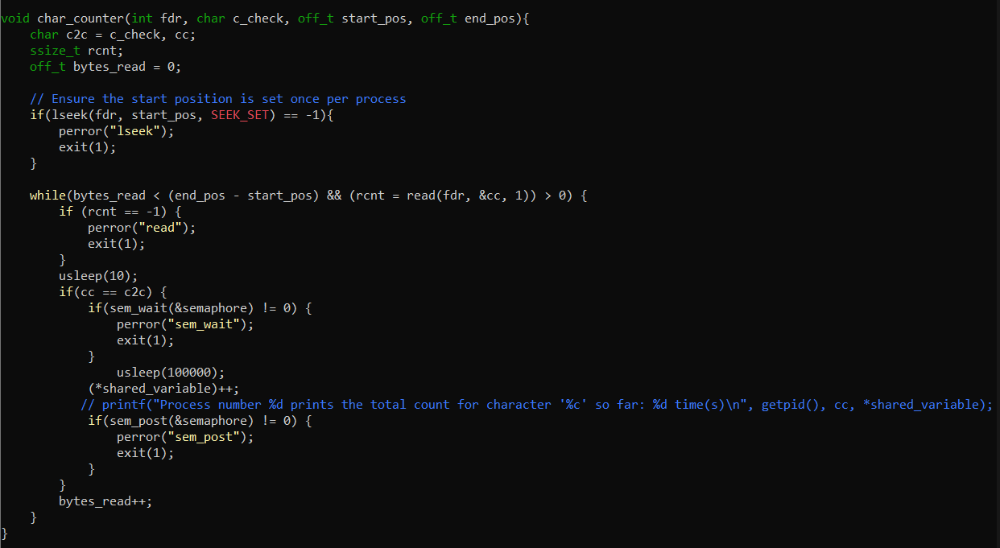 void char_counter(int fdr, char c_check, off_t start_pos, off_t end_pos){
    char c2c = c_check, cc;
    ssize_t rcnt;
    off_t bytes_read = 0;

    // Ensure the start position is set once per process
    if(lseek(fdr, start_pos, SEEK_SET) == -1){
        perror("lseek");
        exit(1);
    }

    while(bytes_read < (end_pos - start_pos) && (rcnt = read(fdr, &cc, 1)) > 0) {
        if (rcnt == -1) {
            perror("read");
            exit(1);
        }
        usleep(10);
        if(cc == c2c) {
            if(sem_wait(&semaphore) != 0) {
                perror("sem_wait");
                exit(1);
            }
                usleep(100000);
            (*shared_variable)++;
           // printf("Process number %d prints the total count for character '%c' so far: %d time(s)\n", getpid(), cc, *shared_variable);
            if(sem_post(&semaphore) != 0) {
                perror("sem_post");
                exit(1);
            }
        }
        bytes_read++;
    }
}